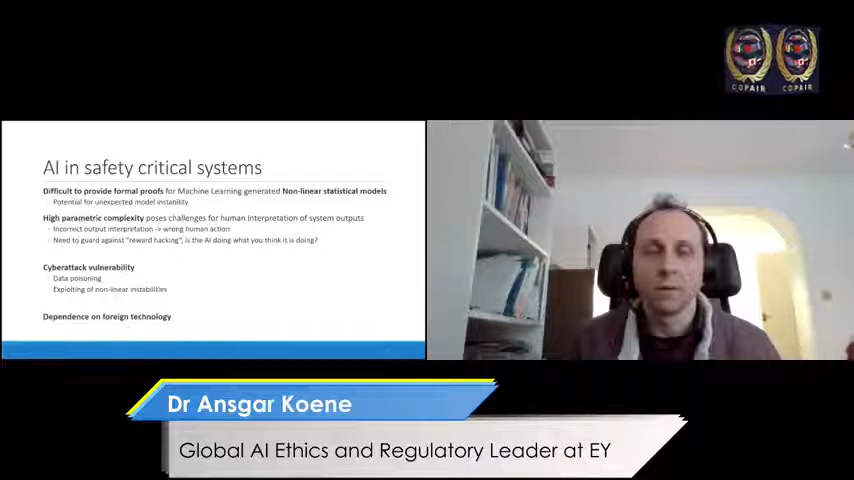 COPAIR COPAIR
AI in safety critical systems
Difficult to provide formal proofs for Machine Learning generated Non-linear statistical models
Potential for unexpected model instability
High parametric complexity poses challenges for human interpretation of system outputs
Incorrect output interpretation -> wrong human action
Need to guard against "reward hacking", is the AI doing what you think it is doing?
Cyberattack vulnerability
Data poisoning
Exploiting of non-linear instabilities
Dependence on foreign technology
Dr Ansgar Koene
Global AI Ethics and Regulatory Leader at EY